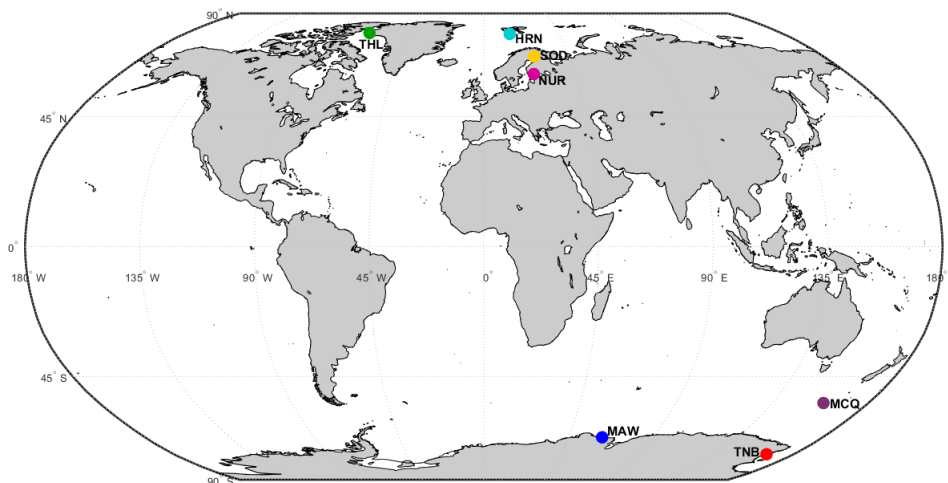 90° N
THL
HRN
SOD
NUR
45° N
0°
180° W
135° W
90° W
45° W
0
45° E
90° E
135° E
180°
45° S
MCQ
MAW
TNB
90° S